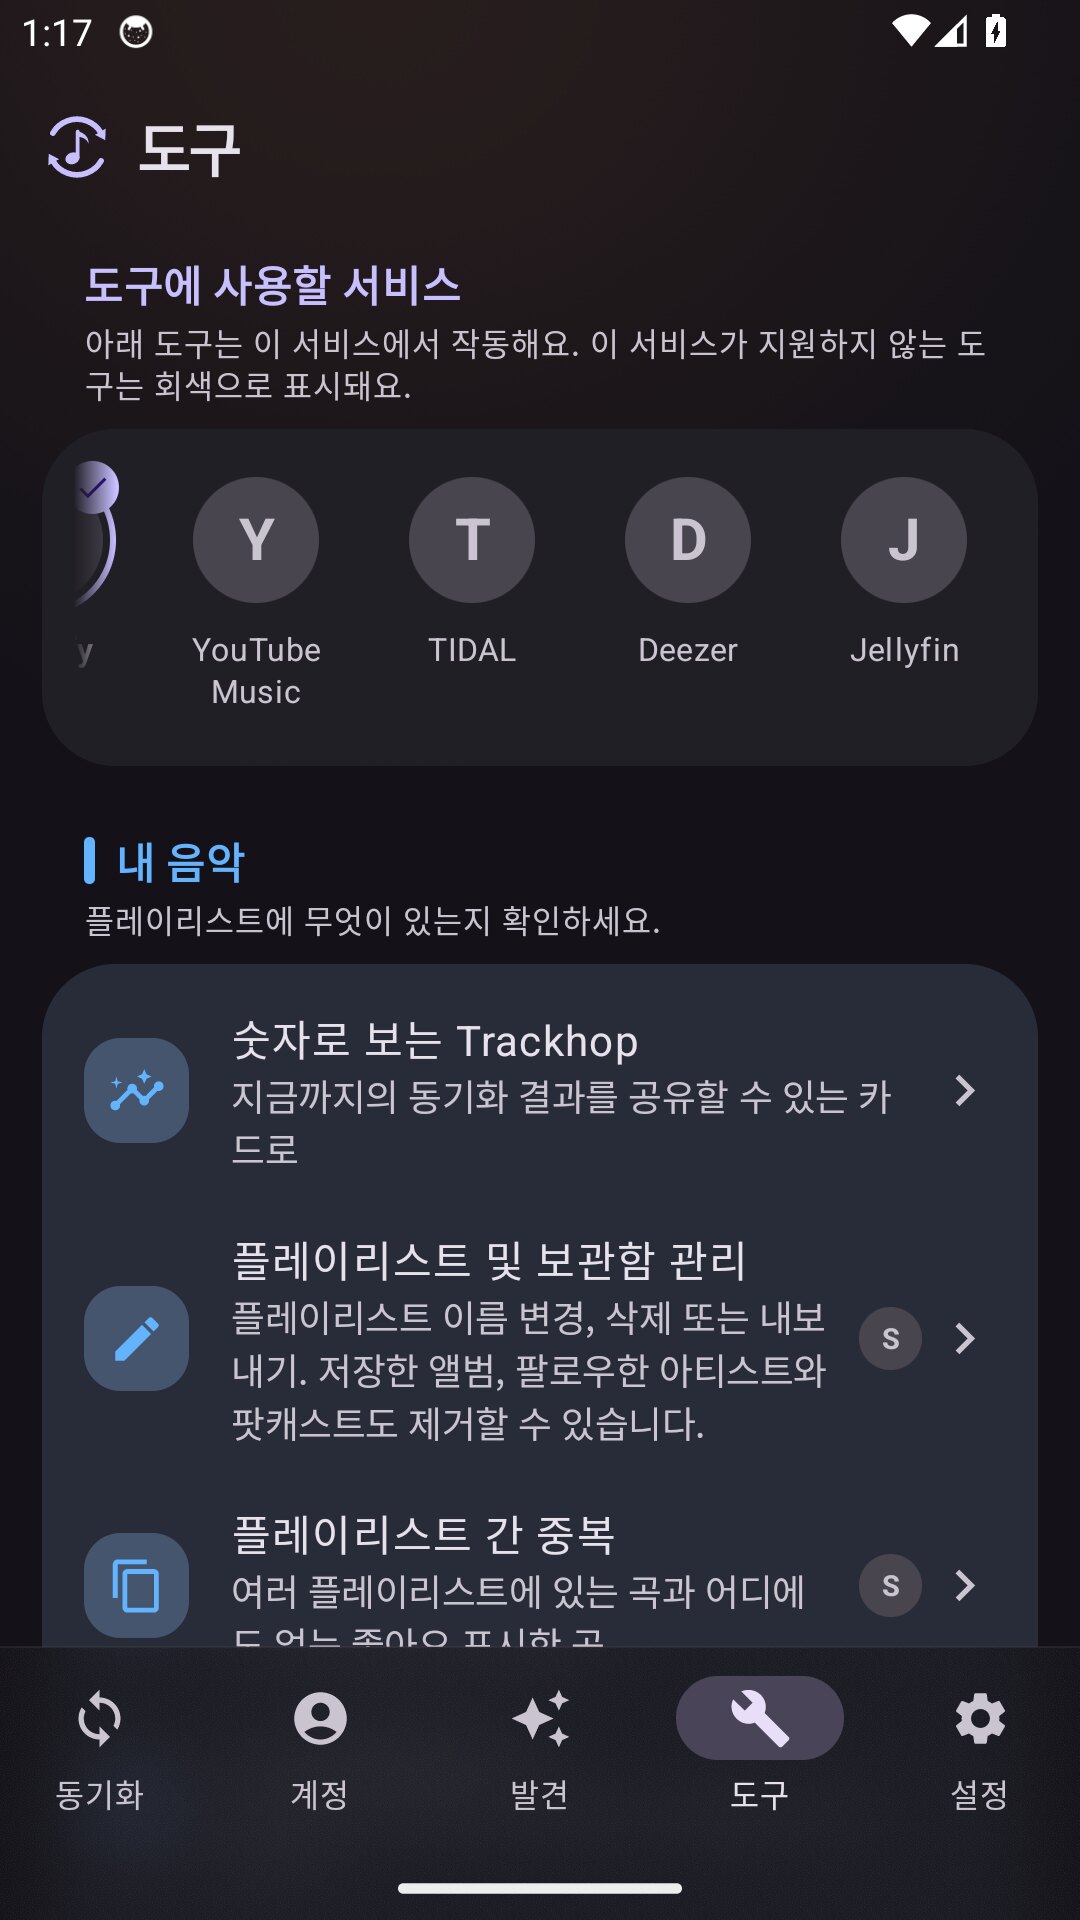 1:17
도구
도구에 사용할 서비스
아래 도구는 이 서비스에서 작동해요. 이 서비스가 지원하지 않는 도
구는 회색으로 표시돼요.
Y
T
D
J
y
YouTube
Music
TIDAL
Deezer
Jellyfin
내 음악
플레이리스트에 무엇이 있는지 확인하세요.
숫자로 보는 Trackhop
지금까지의 동기화 결과를 공유할 수 있는 카
드로
플레이리스트 및 보관함 관리
플레이리스트 이름 변경, 삭제 또는 내보
내기. 저장한 앨범, 팔로우한 아티스트와
팟캐스트도 제거할 수 있습니다.
S
플레이리스트 간 중복
여러 플레이리스트에 있는 곡과 어디에
도 없는 좋아요 표시한 곡
S
동기화
계정
발견
도구
설정